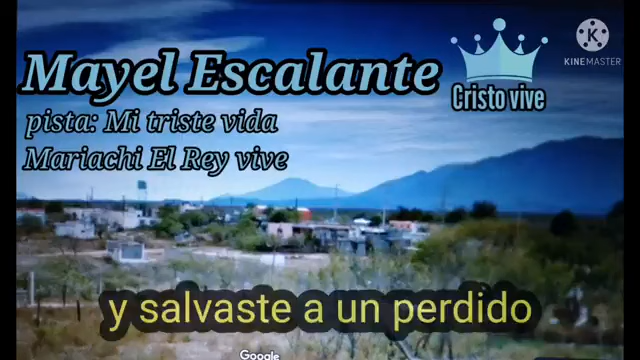 Mayel Escalante
pista: Mi triste vida
Mariachi El Rey vive
Cristo vive
KINEMASTER
y salvaste a un perdido
Google